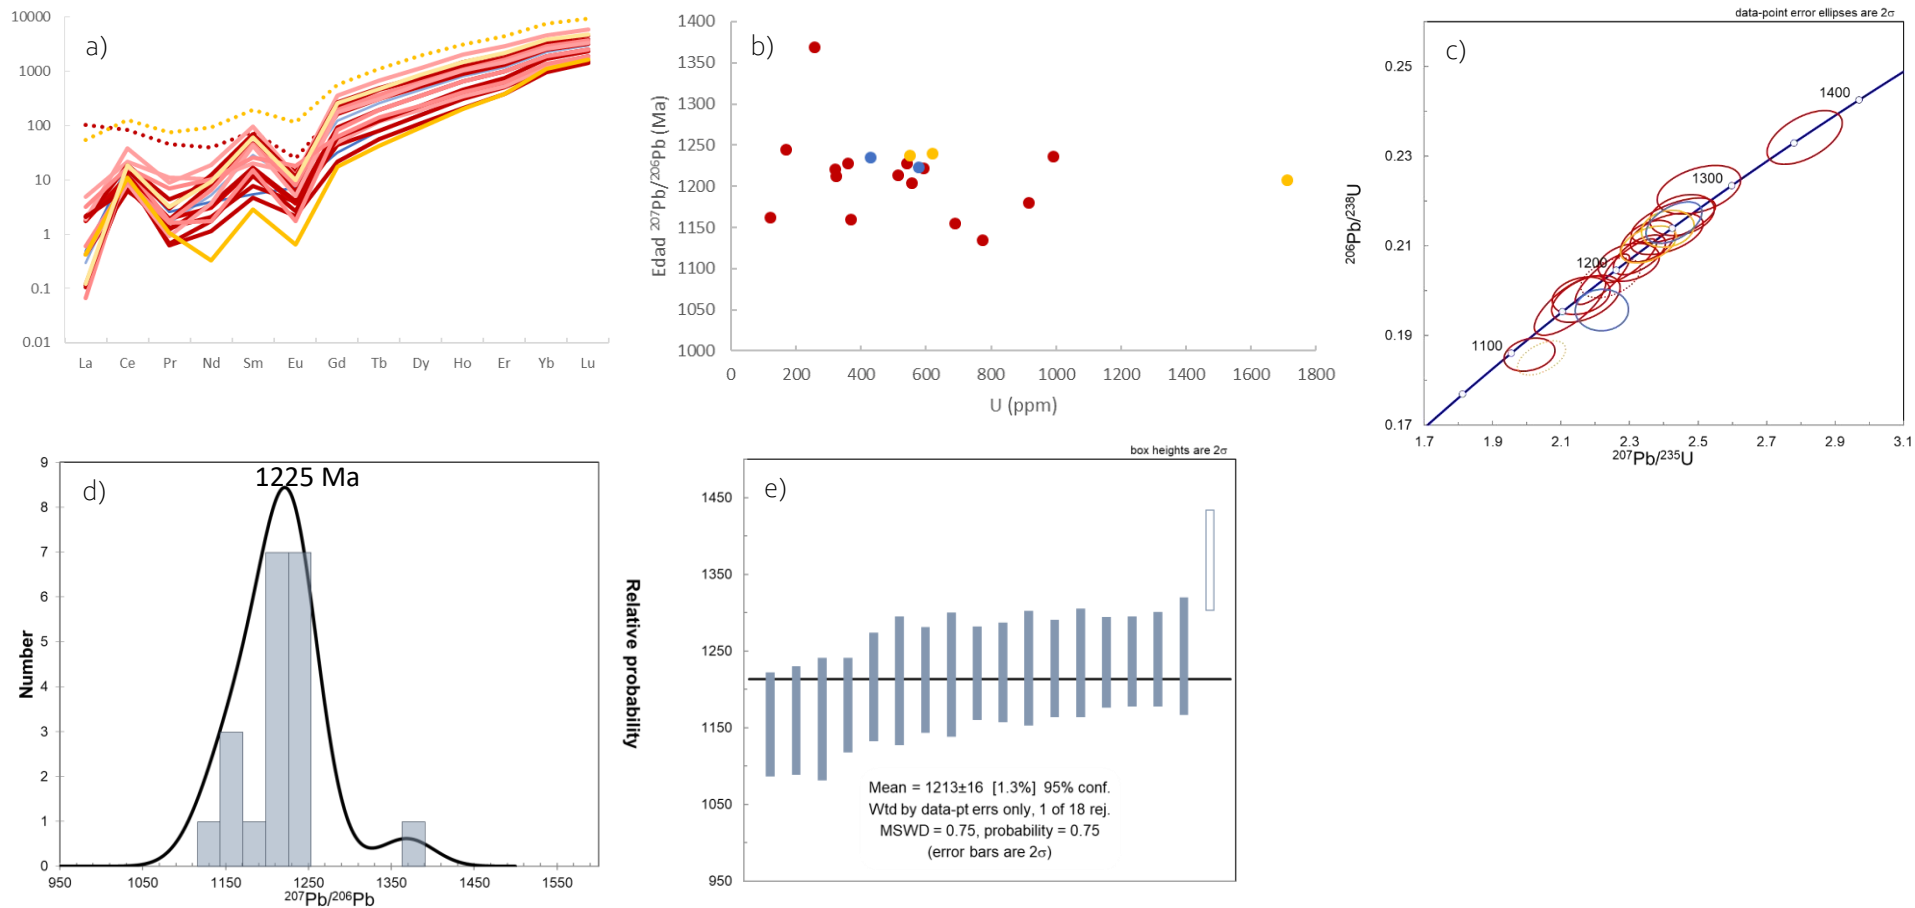 a)
10000
1000
100
10
1
0.1
0.01
La Ce Pr Nd Sm Eu Gd Tb Dy Ho Er Yb Lu
b)
Edad ²⁰⁷Pb/²⁰⁶Pb (Ma)
1400
1350
1300
1250
1200
1150
1100
1050
1000
0 200 400 600 800 1000 1200 1400 1600 1800
U (ppm)
data-point error ellipses are 2σ
c)
²⁰⁶Pb/²³⁸U
0.25
0.23
0.21
0.19
0.17
1400
1300
1200
1100
1.7 1.9 2.1 2.3 2.5 2.7 2.9 3.1
²⁰⁷Pb/²³⁵U
d)
1225 Ma
Number
9
8
7
6
5
4
3
2
1
0
950 1050 1150 1250 1350 1450 1550
²⁰⁷Pb/²⁰⁶Pb
Relative probability
box heights are 2σ
e)
1450
1350
1250
1150
1050
950
Mean = 1213±16 [1.3%] 95% conf.
Wtd by data-pt errs only, 1 of 18 rej.
MSWD = 0.75, probability = 0.75
(error bars are 2σ)